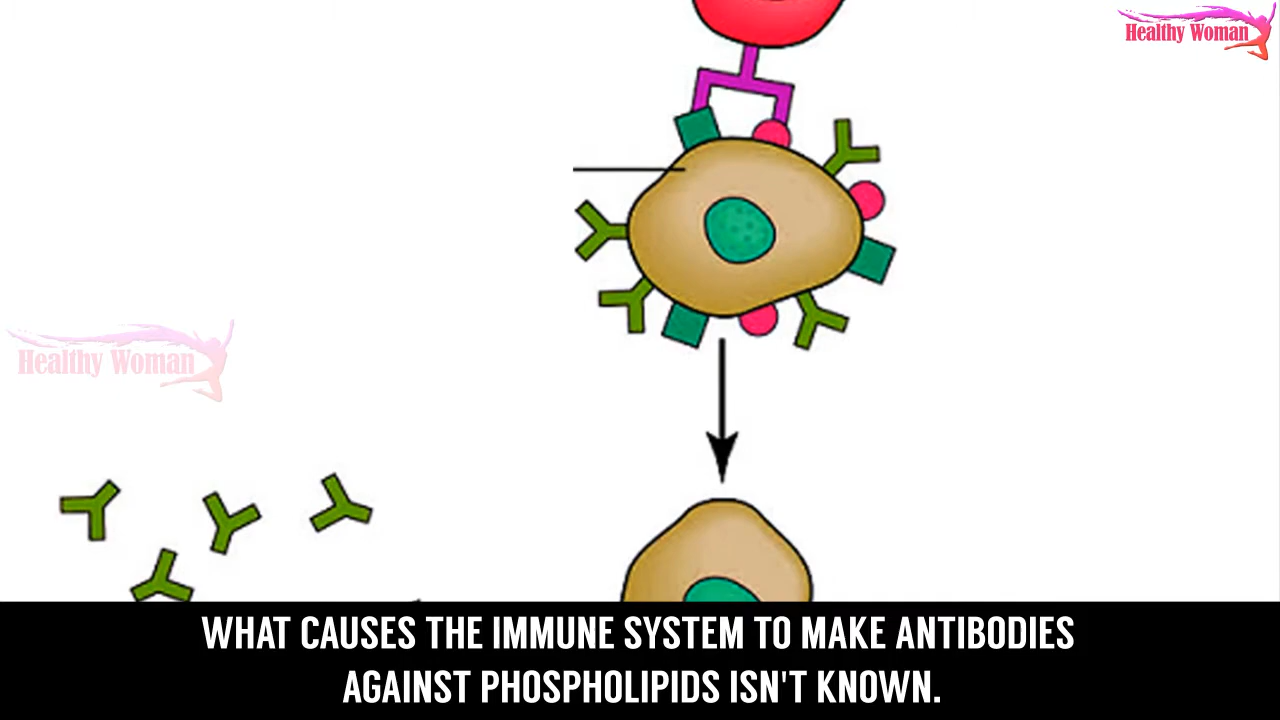 Healthy Woman
Healthy Woman
WHAT CAUSES THE IMMUNE SYSTEM TO MAKE ANTIBODIES
AGAINST PHOSPHOLIPIDS ISN'T KNOWN.